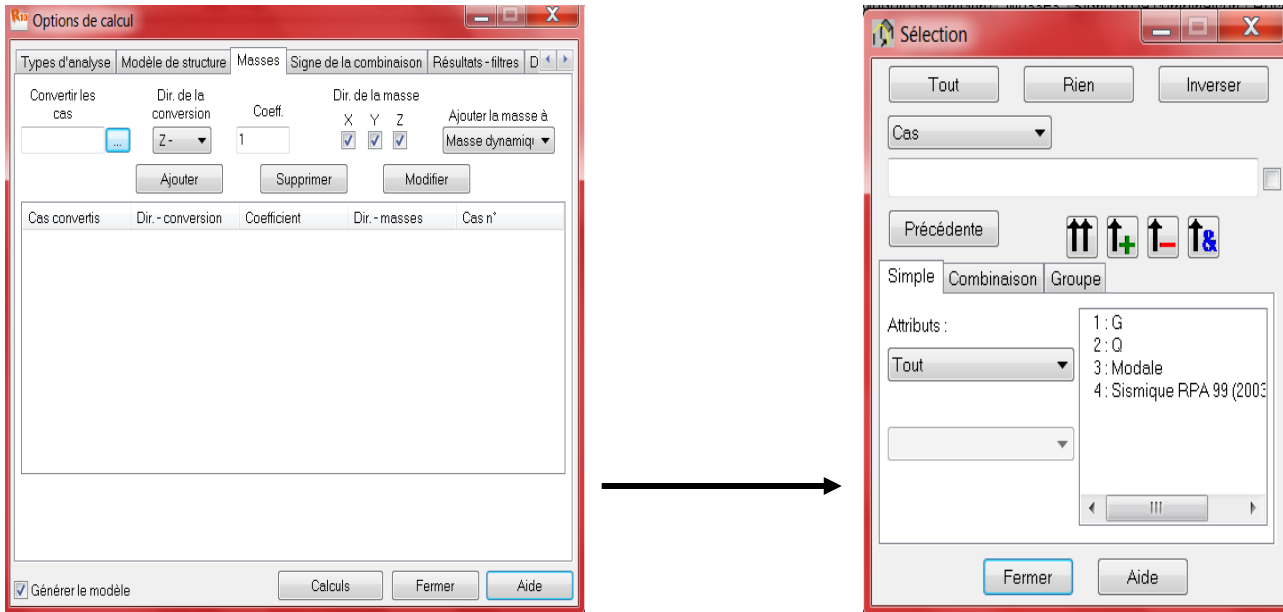 Options de calcul
Types d'analyse Modèle de structure Masses Signe de la combinaison Résultats - filtres D
Convertir les cas
Dir. de la conversion
Coeff.
Dir. de la masse
X Y Z
Ajouter la masse à
...
Z -
1
Masse dynamiqu
Ajouter Supprimer Modifier
Cas convertis Dir. - conversion Coefficient Dir. - masses Cas n°
Générer le modèle
Calculs Fermer Aide
Sélection
Tout Rien Inverser
Cas
Précédente
&
Simple Combinaison Groupe
Attributs :
Tout
1 : G
2 : Q
3 : Modale
4 : Sismique RPA 99 (2003
Fermer Aide